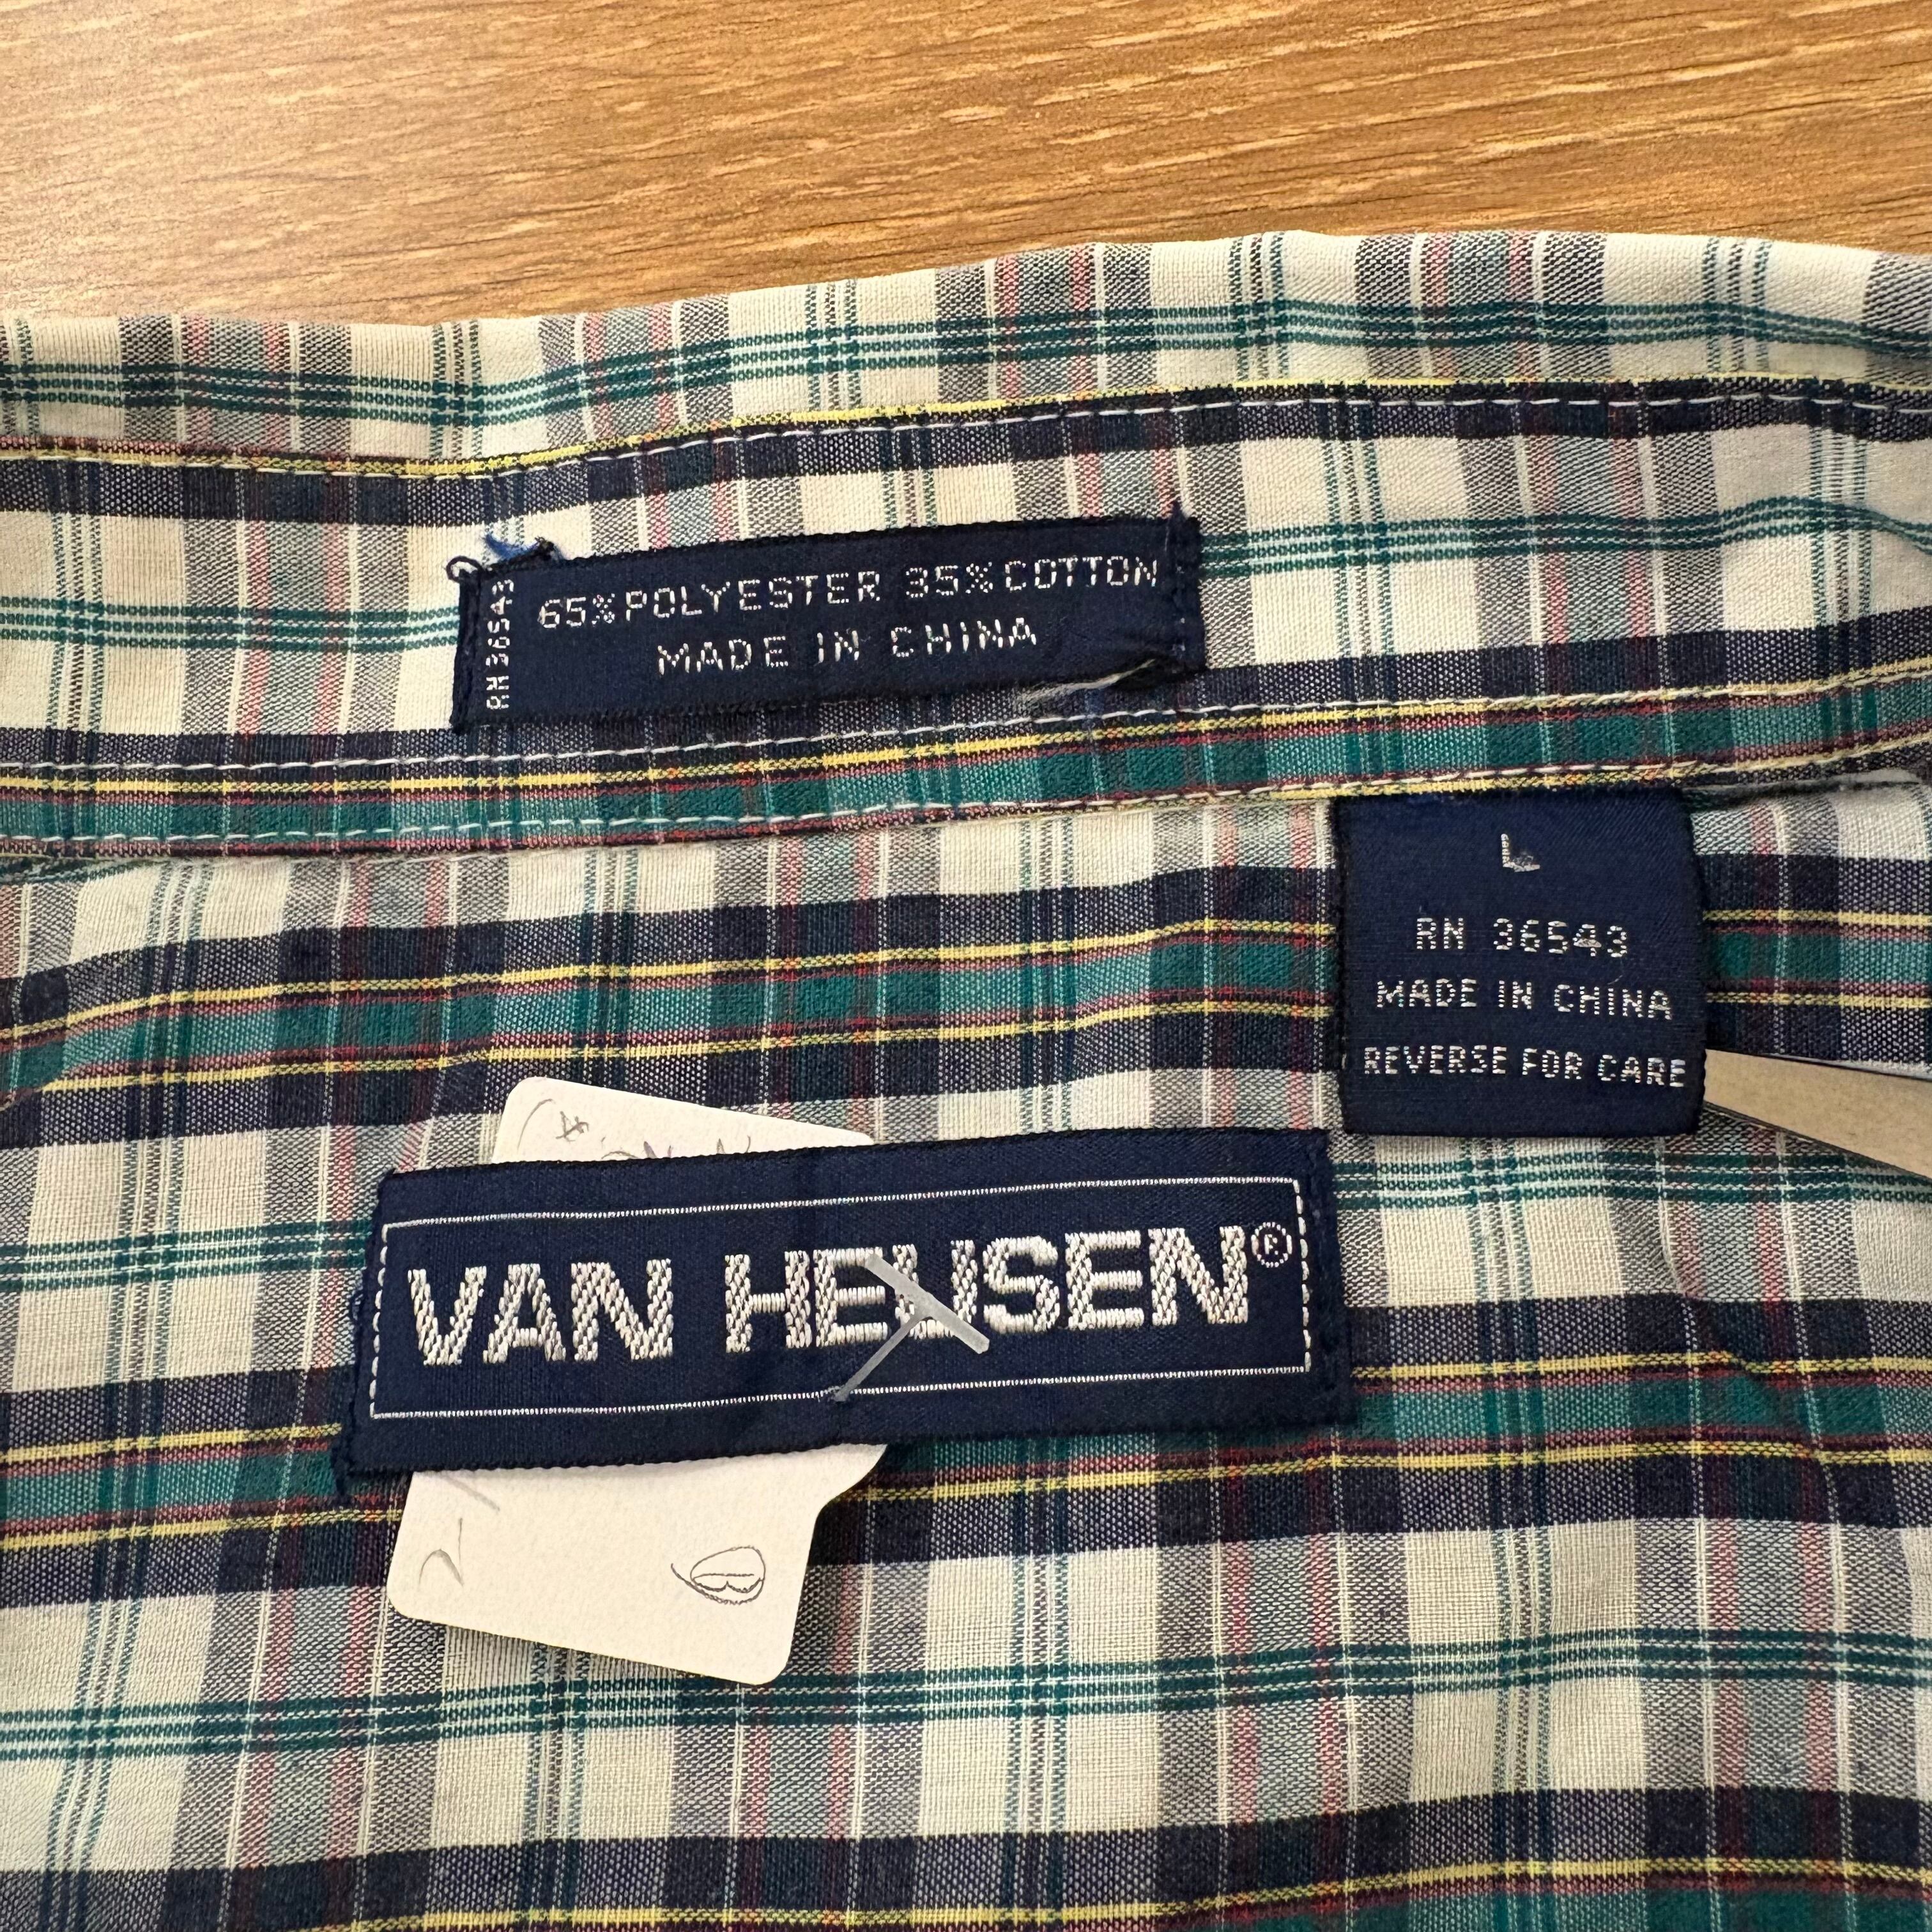 65% POLYESTER 35% COTTON
MADE IN CHINA
RN 36543
L
RN 36543
MADE IN CHINA
REVERSE FOR CARE
VAN HEUSEN®